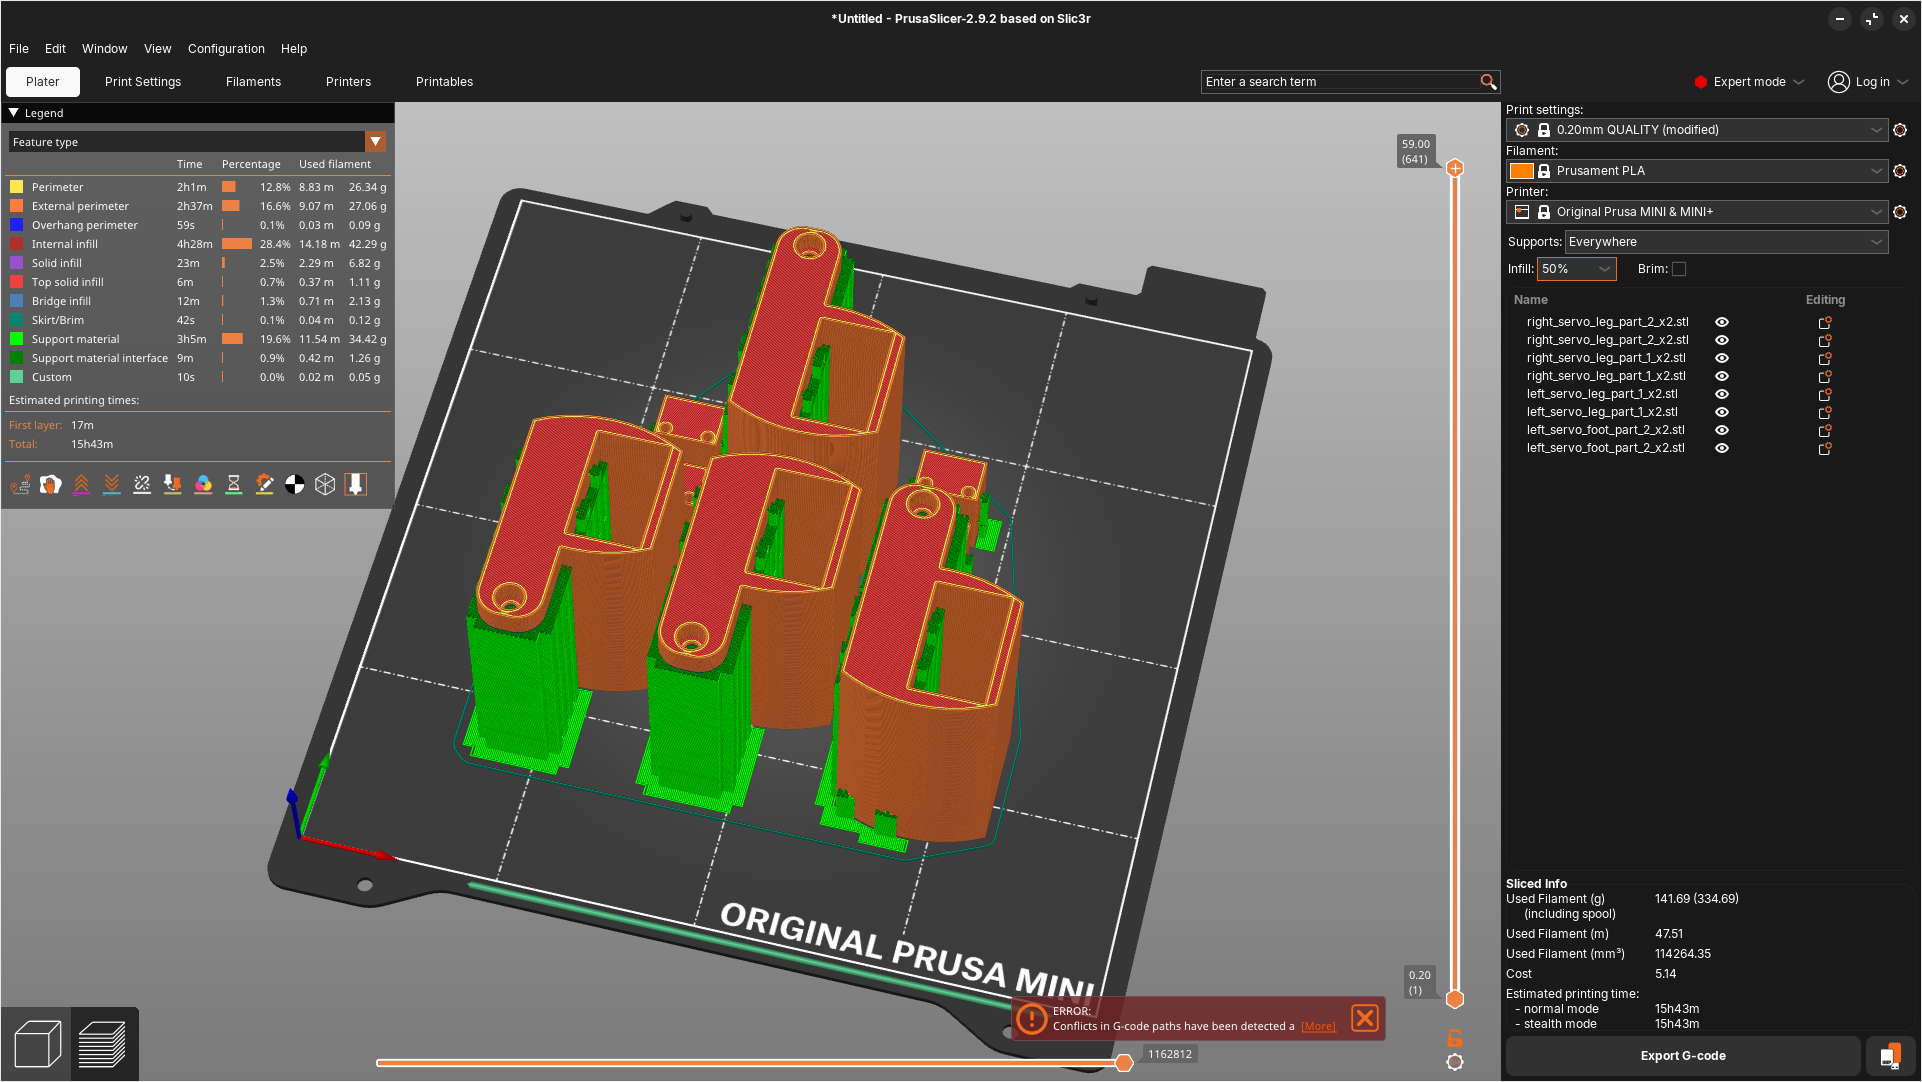 *Untitled - PrusaSlicer-2.9.2 based on Slic3r
File Edit Window View Configuration Help
Plater Print Settings Filaments Printers Printables
Enter a search term
Expert mode Log in
Legend
Feature type
Time Percentage Used filament
Perimeter 2h1m 12.8% 8.83 m 26.34 g
External perimeter 2h37m 16.6% 9.07 m 27.06 g
Overhang perimeter 59s 0.1% 0.03 m 0.09 g
Internal infill 4h28m 28.4% 14.18 m 42.29 g
Solid infill 23m 2.5% 2.29 m 6.82 g
Top solid infill 6m 0.7% 0.37 m 1.11 g
Bridge infill 12m 1.3% 0.71 m 2.13 g
Skirt/Brim 42s 0.1% 0.04 m 0.12 g
Support material 3h5m 19.6% 11.54 m 34.42 g
Support material interface 9m 0.9% 0.42 m 1.26 g
Custom 10s 0.0% 0.02 m 0.05 g
Estimated printing times:
First layer: 17m
Total: 15h43m
59.00
(641)
ORIGINAL PRUSA MINI
0.20
(1)
ERROR:
Conflicts in G-code paths have been detected a [More]
1162812
Print settings:
0.20mm QUALITY (modified)
Filament:
Prusament PLA
Printer:
Original Prusa MINI & MINI+
Supports: Everywhere
Infill: 50% Brim:
Name Editing
right_servo_leg_part_2_x2.stl
right_servo_leg_part_2_x2.stl
right_servo_leg_part_1_x2.stl
right_servo_leg_part_1_x2.stl
left_servo_leg_part_1_x2.stl
left_servo_leg_part_1_x2.stl
left_servo_foot_part_2_x2.stl
left_servo_foot_part_2_x2.stl
Sliced Info
Used Filament (g) 141.69 (334.69)
(including spool)
Used Filament (m) 47.51
Used Filament (mm³) 114264.35
Cost 5.14
Estimated printing time:
- normal mode 15h43m
- stealth mode 15h43m
Export G-code